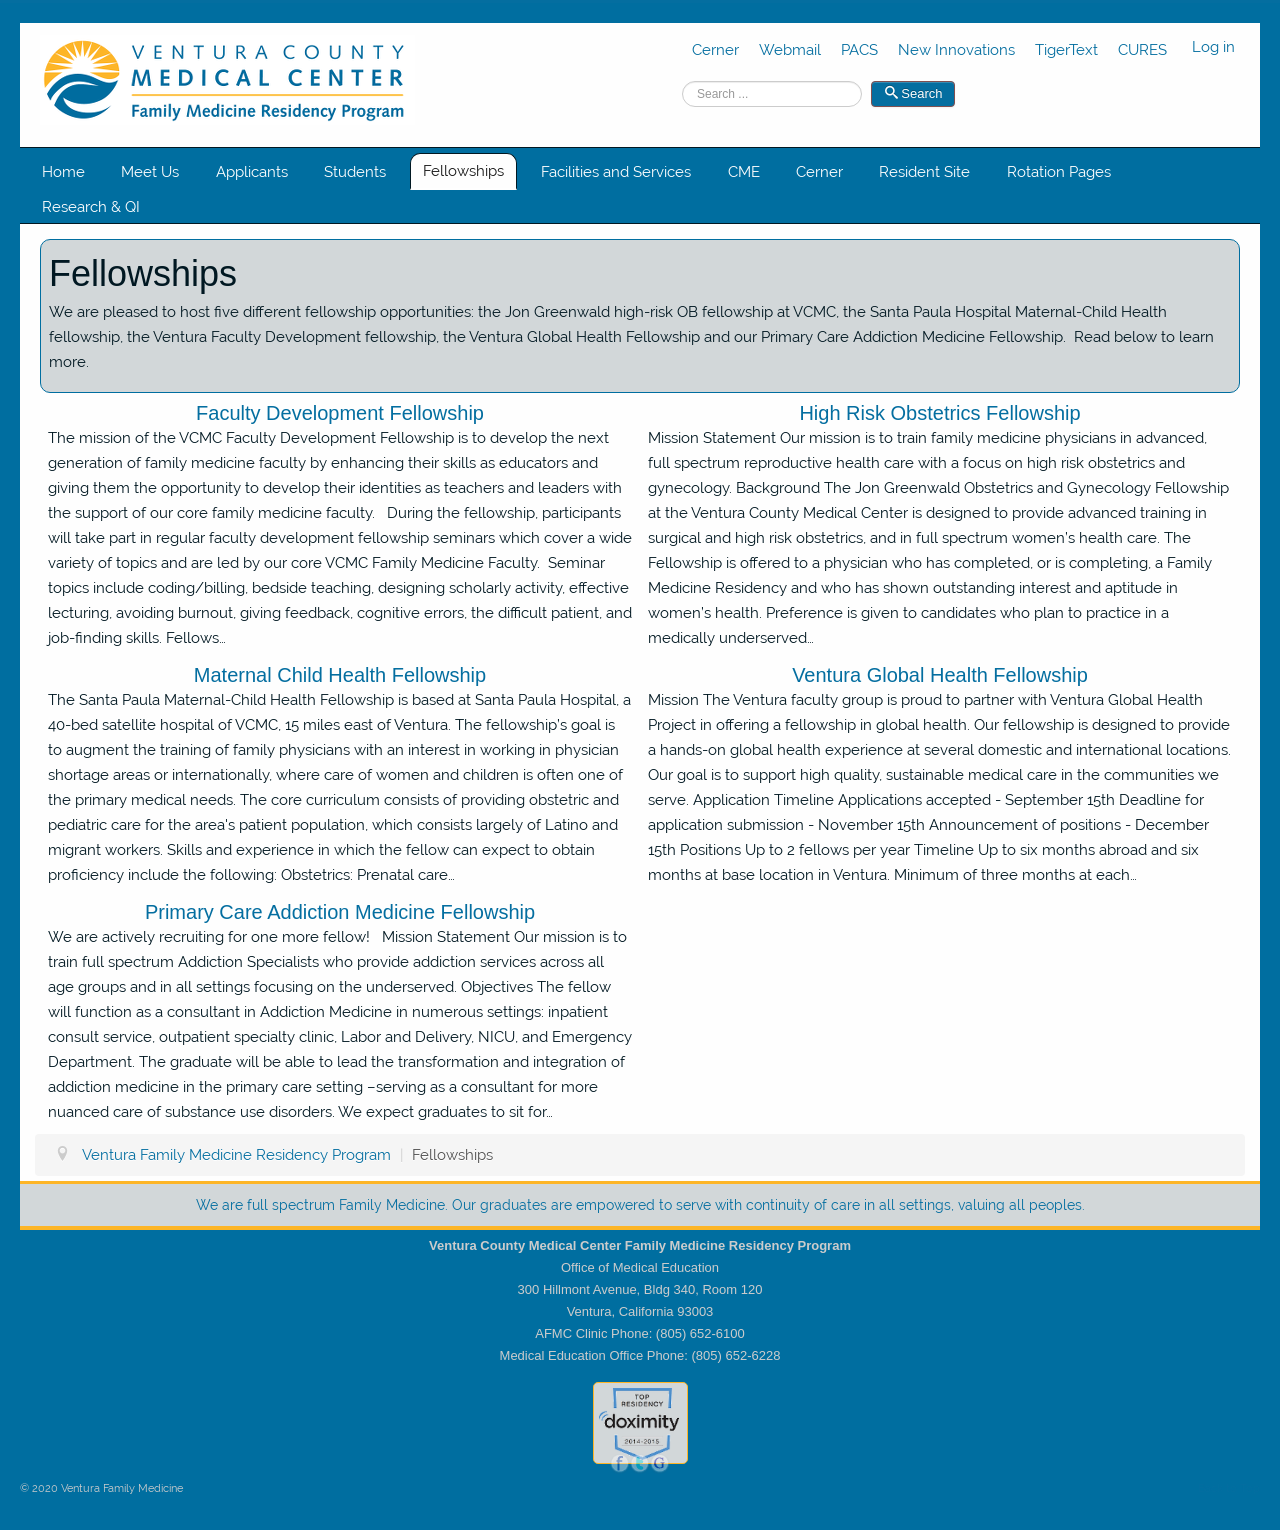 VENTURA COUNTY
MEDICAL CENTER
Family Medicine Residency Program
Cerner Webmail PACS New Innovations TigerText CURES Log in
Search ... Search
Home Meet Us Applicants Students Fellowships Facilities and Services CME Cerner Resident Site Rotation Pages
Research & QI
Fellowships
We are pleased to host five different fellowship opportunities: the Jon Greenwald high-risk OB fellowship at VCMC, the Santa Paula Hospital Maternal-Child Health
fellowship, the Ventura Faculty Development fellowship, the Ventura Global Health Fellowship and our Primary Care Addiction Medicine Fellowship. Read below to learn
more.
Faculty Development Fellowship
The mission of the VCMC Faculty Development Fellowship is to develop the next
generation of family medicine faculty by enhancing their skills as educators and
giving them the opportunity to develop their identities as teachers and leaders with
the support of our core family medicine faculty. During the fellowship, participants
will take part in regular faculty development fellowship seminars which cover a wide
variety of topics and are led by our core VCMC Family Medicine Faculty. Seminar
topics include coding/billing, bedside teaching, designing scholarly activity, effective
lecturing, avoiding burnout, giving feedback, cognitive errors, the difficult patient, and
job-finding skills. Fellows…
High Risk Obstetrics Fellowship
Mission Statement Our mission is to train family medicine physicians in advanced,
full spectrum reproductive health care with a focus on high risk obstetrics and
gynecology. Background The Jon Greenwald Obstetrics and Gynecology Fellowship
at the Ventura County Medical Center is designed to provide advanced training in
surgical and high risk obstetrics, and in full spectrum women's health care. The
Fellowship is offered to a physician who has completed, or is completing, a Family
Medicine Residency and who has shown outstanding interest and aptitude in
women's health. Preference is given to candidates who plan to practice in a
medically underserved…
Maternal Child Health Fellowship
The Santa Paula Maternal-Child Health Fellowship is based at Santa Paula Hospital, a
40-bed satellite hospital of VCMC, 15 miles east of Ventura. The fellowship's goal is
to augment the training of family physicians with an interest in working in physician
shortage areas or internationally, where care of women and children is often one of
the primary medical needs. The core curriculum consists of providing obstetric and
pediatric care for the area's patient population, which consists largely of Latino and
migrant workers. Skills and experience in which the fellow can expect to obtain
proficiency include the following: Obstetrics: Prenatal care…
Ventura Global Health Fellowship
Mission The Ventura faculty group is proud to partner with Ventura Global Health
Project in offering a fellowship in global health. Our fellowship is designed to provide
a hands-on global health experience at several domestic and international locations.
Our goal is to support high quality, sustainable medical care in the communities we
serve. Application Timeline Applications accepted - September 15th Deadline for
application submission - November 15th Announcement of positions - December
15th Positions Up to 2 fellows per year Timeline Up to six months abroad and six
months at base location in Ventura. Minimum of three months at each…
Primary Care Addiction Medicine Fellowship
We are actively recruiting for one more fellow! Mission Statement Our mission is to
train full spectrum Addiction Specialists who provide addiction services across all
age groups and in all settings focusing on the underserved. Objectives The fellow
will function as a consultant in Addiction Medicine in numerous settings: inpatient
consult service, outpatient specialty clinic, Labor and Delivery, NICU, and Emergency
Department. The graduate will be able to lead the transformation and integration of
addiction medicine in the primary care setting –serving as a consultant for more
nuanced care of substance use disorders. We expect graduates to sit for…
Ventura Family Medicine Residency Program | Fellowships
We are full spectrum Family Medicine. Our graduates are empowered to serve with continuity of care in all settings, valuing all peoples.
Ventura County Medical Center Family Medicine Residency Program
Office of Medical Education
300 Hillmont Avenue, Bldg 340, Room 120
Ventura, California 93003
AFMC Clinic Phone: (805) 652-6100
Medical Education Office Phone: (805) 652-6228
TOP
RESIDENCY
doximity
2014-2015
f G
© 2020 Ventura Family Medicine